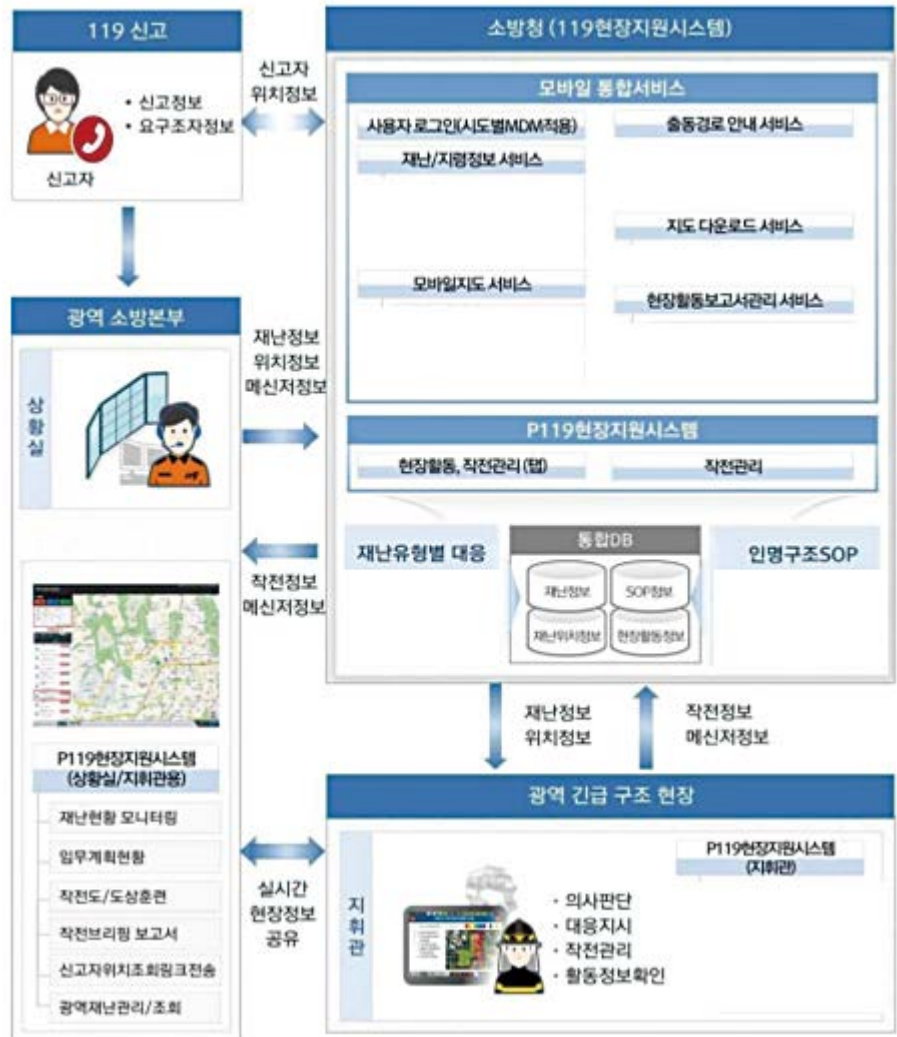 119 신고
• 신고정보
• 요구조자정보
신고자
신고자
위치정보
소방청 (119현장지원시스템)
모바일 통합서비스
사용자 로그인(시도별MDM적용)
출동경로 안내 서비스
재난/지령정보 서비스
지도 다운로드 서비스
모바일지도 서비스
현장활동보고서관리 서비스
광역 소방본부
상황실
재난정보
위치정보
메신저정보
P119현장지원시스템
현장활동, 작전관리 (탭)
작전관리
재난유형별 대응
통합DB
재난정보
SOP정보
재난위치정보
현장활동정보
인명구조SOP
작전정보
메신저정보
재난정보
위치정보
작전정보
메신저정보
P119현장지원시스템
(상황실/지휘관용)
재난현황 모니터링
임무계획현황
작전도/도상훈련
작전브리핑 보고서
신고자위치조회링크전송
광역재난관리/조회
실시간
현장정보
공유
광역 긴급 구조 현장
지휘관
P119현장지원시스템
(지휘관)
· 의사판단
· 대응지시
· 작전관리
· 활동정보확인